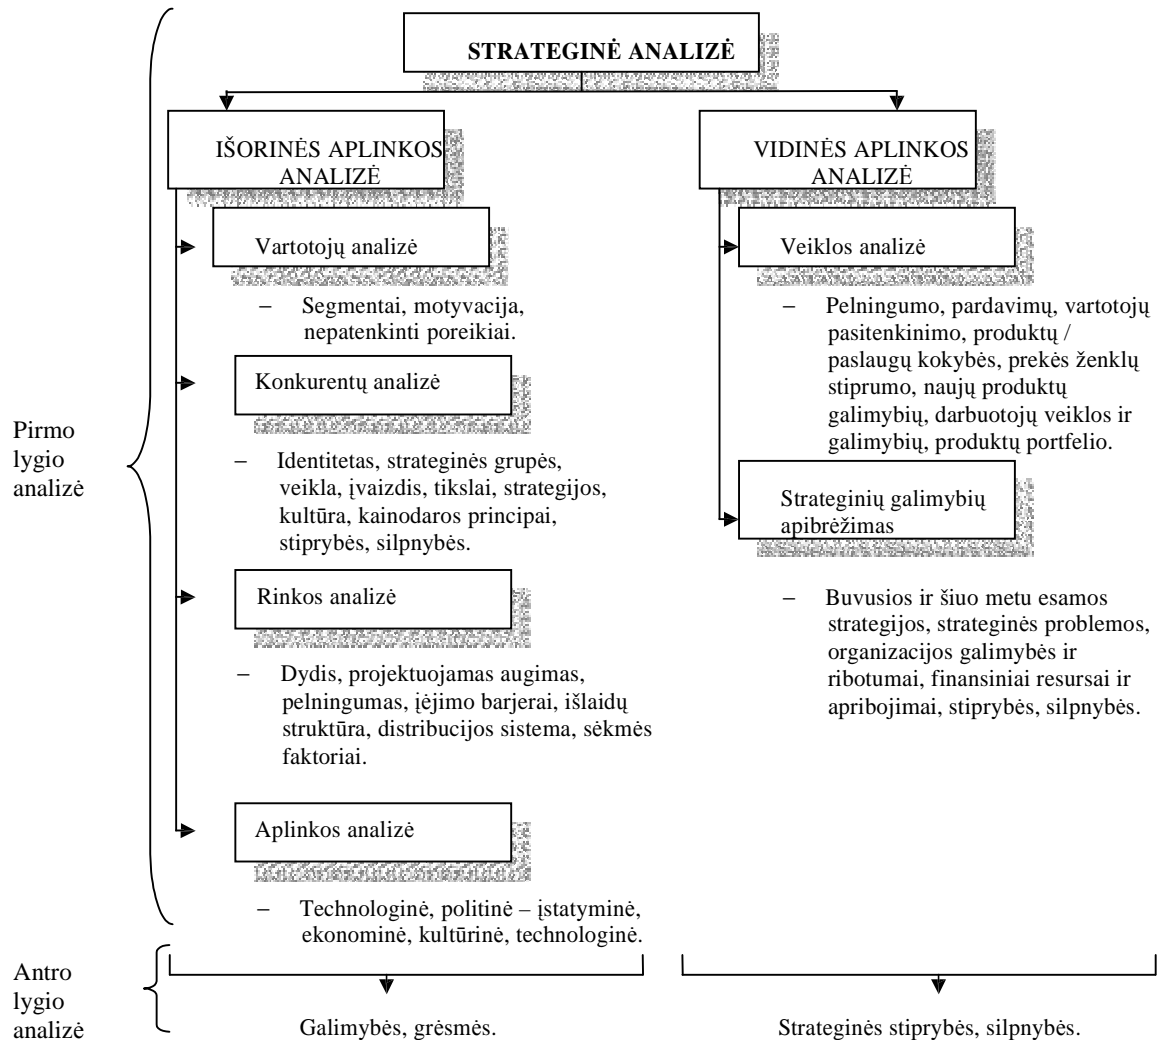 STRATEGINĖ ANALIZĖ
IŠORINĖS APLINKOS
ANALIZĖ
Vartotojų analizė
– Segmentai, motyvacija,
nepatenkinti poreikiai.
Konkurentų analizė
– Identitetas, strateginės grupės,
veikla, įvaizdis, tikslai, strategijos,
kultūra, kainodaros principai,
stiprybės, silpnybės.
Rinkos analizė
– Dydis, projektuojamas augimas,
pelningumas, įėjimo barjerai, išlaidų
struktūra, distribucijos sistema, sėkmės
faktoriai.
Aplinkos analizė
– Technologinė, politinė – įstatyminė,
ekonominė, kultūrinė, technologinė.
VIDINĖS APLINKOS
ANALIZĖ
Veiklos analizė
– Pelningumo, pardavimų, vartotojų
pasitenkinimo, produktų /
paslaugų kokybės, prekės ženklų
stiprumo, naujų produktų
galimybių, darbuotojų veiklos ir
galimybių, produktų portfelio.
Strateginių galimybių
apibrėžimas
– Buvusios ir šiuo metu esamos
strategijos, strateginės problemos,
organizacijos galimybės ir
ribotumai, finansiniai resursai ir
apribojimai, stiprybės, silpnybės.
Pirmo
lygio
analizė
Antro
lygio
analizė
Galimybės, grėsmės.
Strateginės stiprybės, silpnybės.